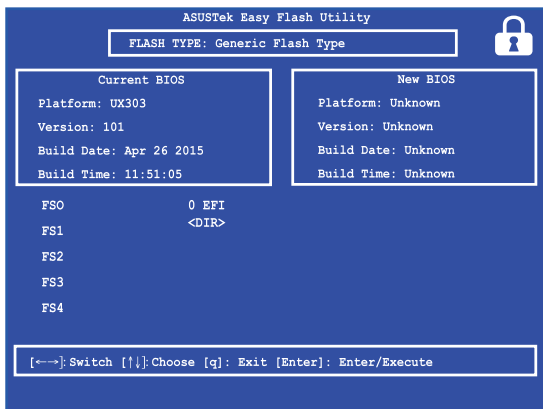 ASUSTek Easy Flash Utility
FLASH TYPE: Generic Flash Type
Current BIOS
Platform: UX303
Version: 101
Build Date: Apr 26 2015
Build Time: 11:51:05
New BIOS
Platform: Unknown
Version: Unknown
Build Date: Unknown
Build Time: Unknown
FSO
FS1
FS2
FS3
FS4
0 EFI
<DIR>
[←→]: Switch [↑↓]: Choose [q]: Exit [Enter]: Enter/Execute